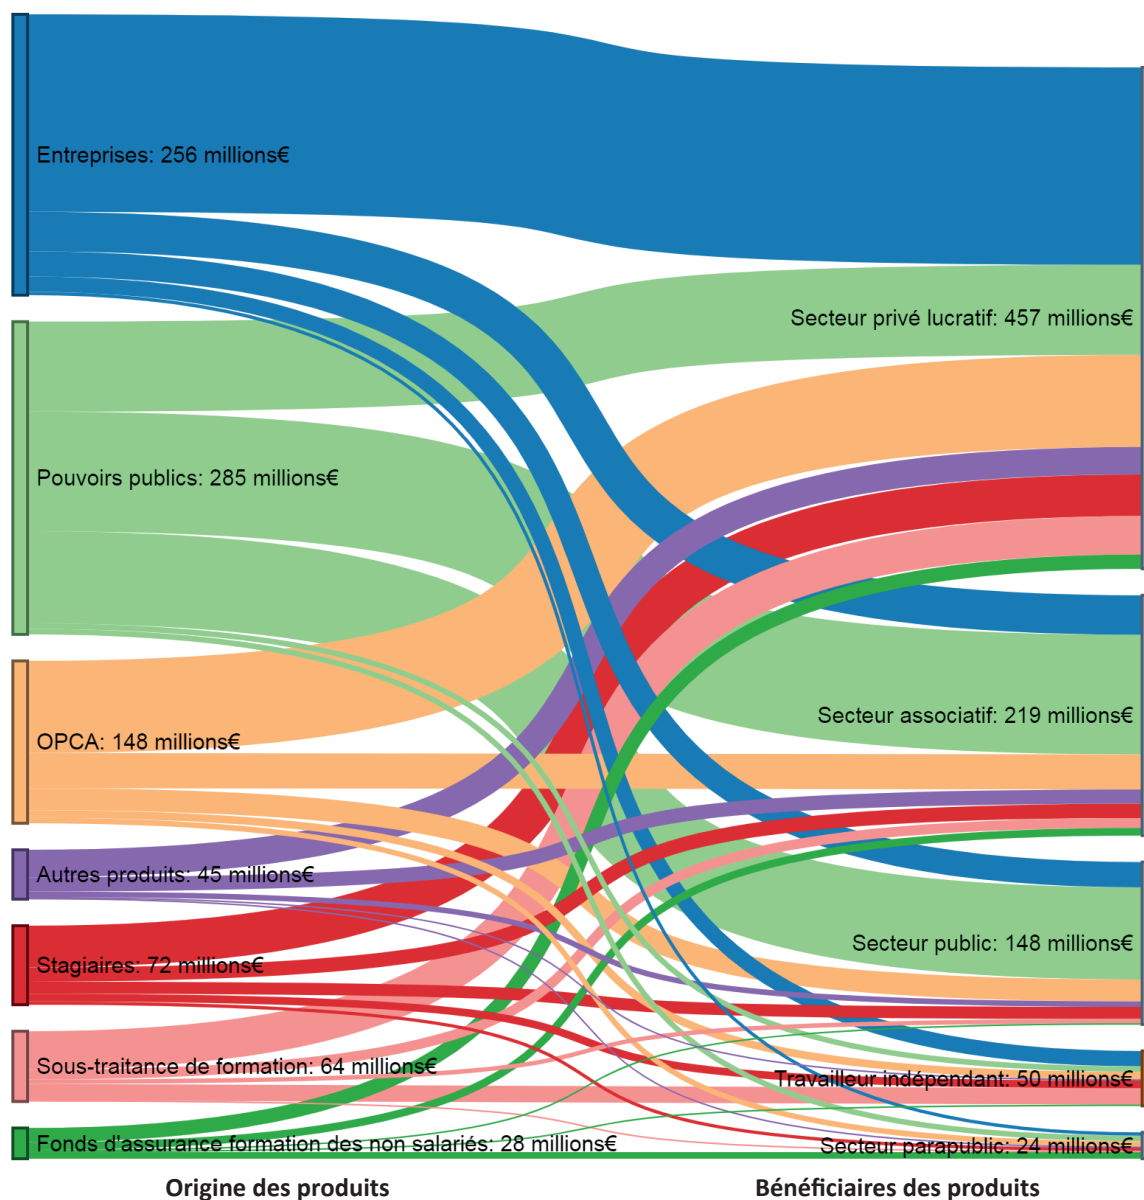 Entreprises: 256 millions€
Secteur privé lucratif: 457 millions€
Pouvoirs publics: 285 millions€
Secteur associatif: 219 millions€
OPCA: 148 millions€
Autres produits: 45 millions€
Secteur public: 148 millions€
Stagiaires: 72 millions€
Sous-traitance de formation: 64 millions€
Travailleur indépendant: 50 millions€
Fonds d'assurance formation des non salariés: 28 millions€
Secteur parapublic: 24 millions€
Origine des produits
Bénéficiaires des produits